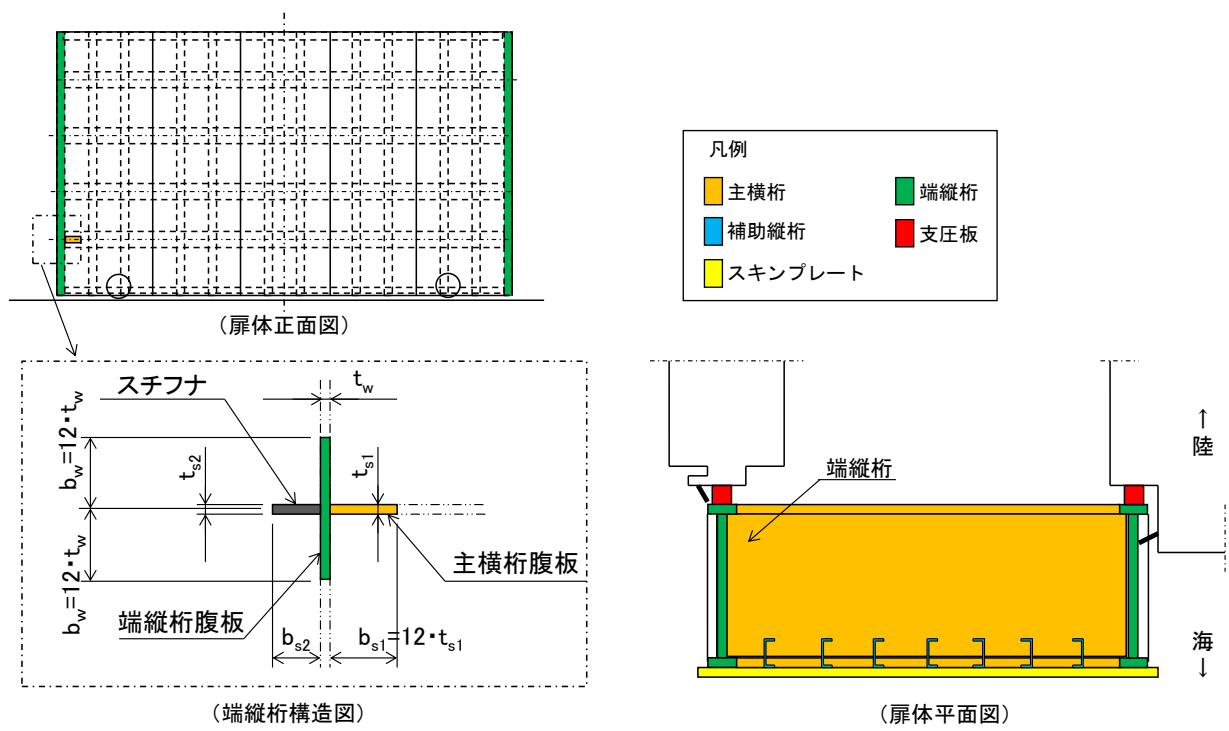 (扉体正面図)
凡例
主横桁
端縦桁
補助縦桁
支圧板
スキンプレート
スチフナ
t_w
b_w=12・t_w
t_s2
t_s1
主横桁腹板
b_w=12・t_w
端縦桁腹板
b_s2
b_s1=12・t_s1
(端縦桁構造図)
端縦桁
↑
陸
海
↓
(扉体平面図)